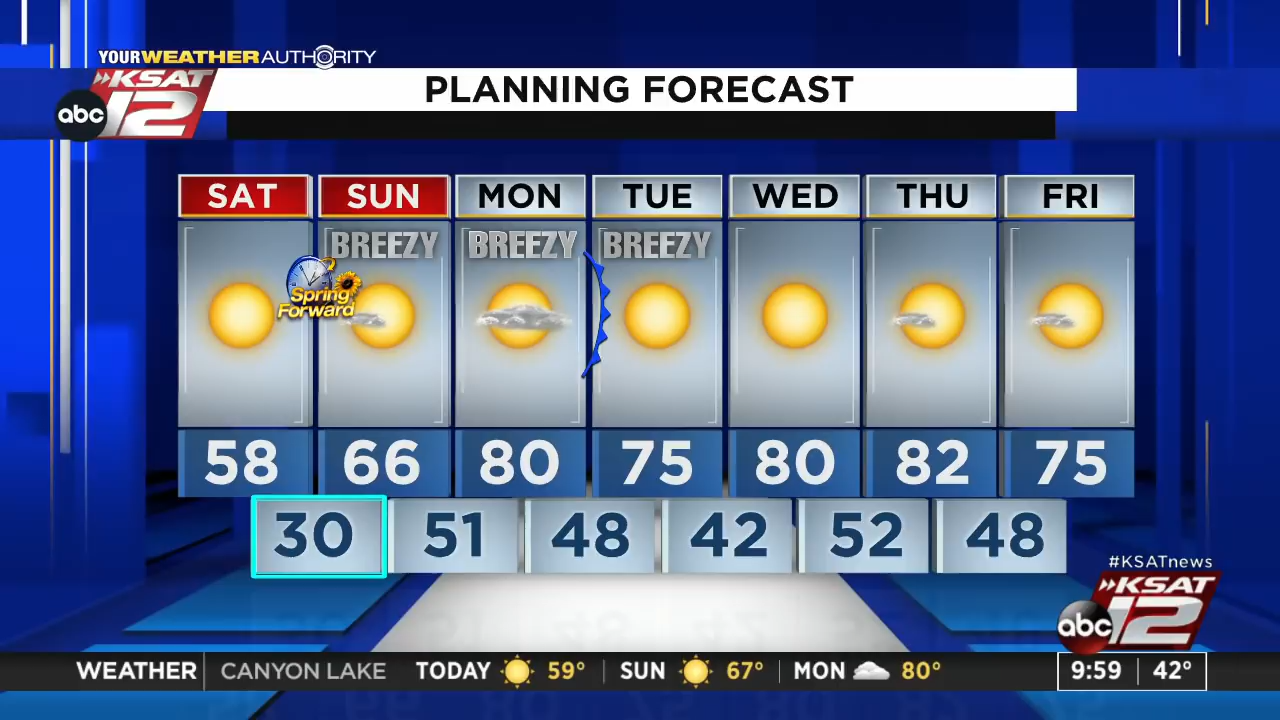 YOURWEATHERAUTHORITY
KSAT
abc 12
PLANNING FORECAST
SAT SUN MON TUE WED THU FRI
BREEZY BREEZY BREEZY
Spring
Forward
58 66 80 75 80 82 75
30 51 48 42 52 48
#KSATnews
KSAT
abc 12
WEATHER CANYON LAKE TODAY 59° SUN 67° MON 80° 9:59 42°